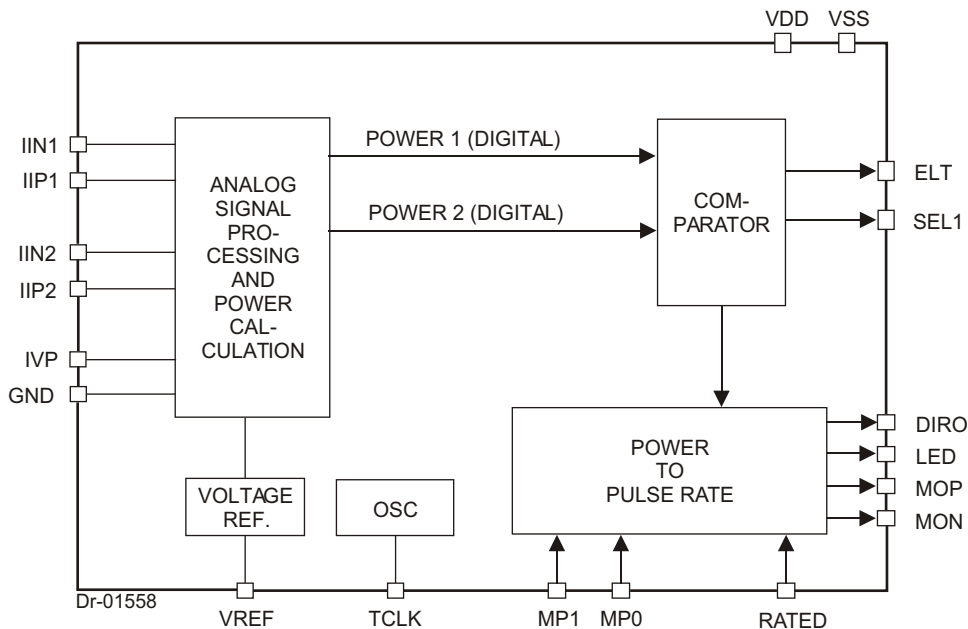 VDD
VSS
IIN1
IIP1
IIN2
IIP2
IVP
GND
ANALOG
SIGNAL
PRO-
CESSING
AND
POWER
CAL-
CULATION
POWER 1 (DIGITAL)
POWER 2 (DIGITAL)
COM-
PARATOR
ELT
SEL1
POWER
TO
PULSE RATE
DIRO
LED
MOP
MON
VOLTAGE
REF.
OSC
Dr-01558
VREF
TCLK
MP1
MP0
RATED